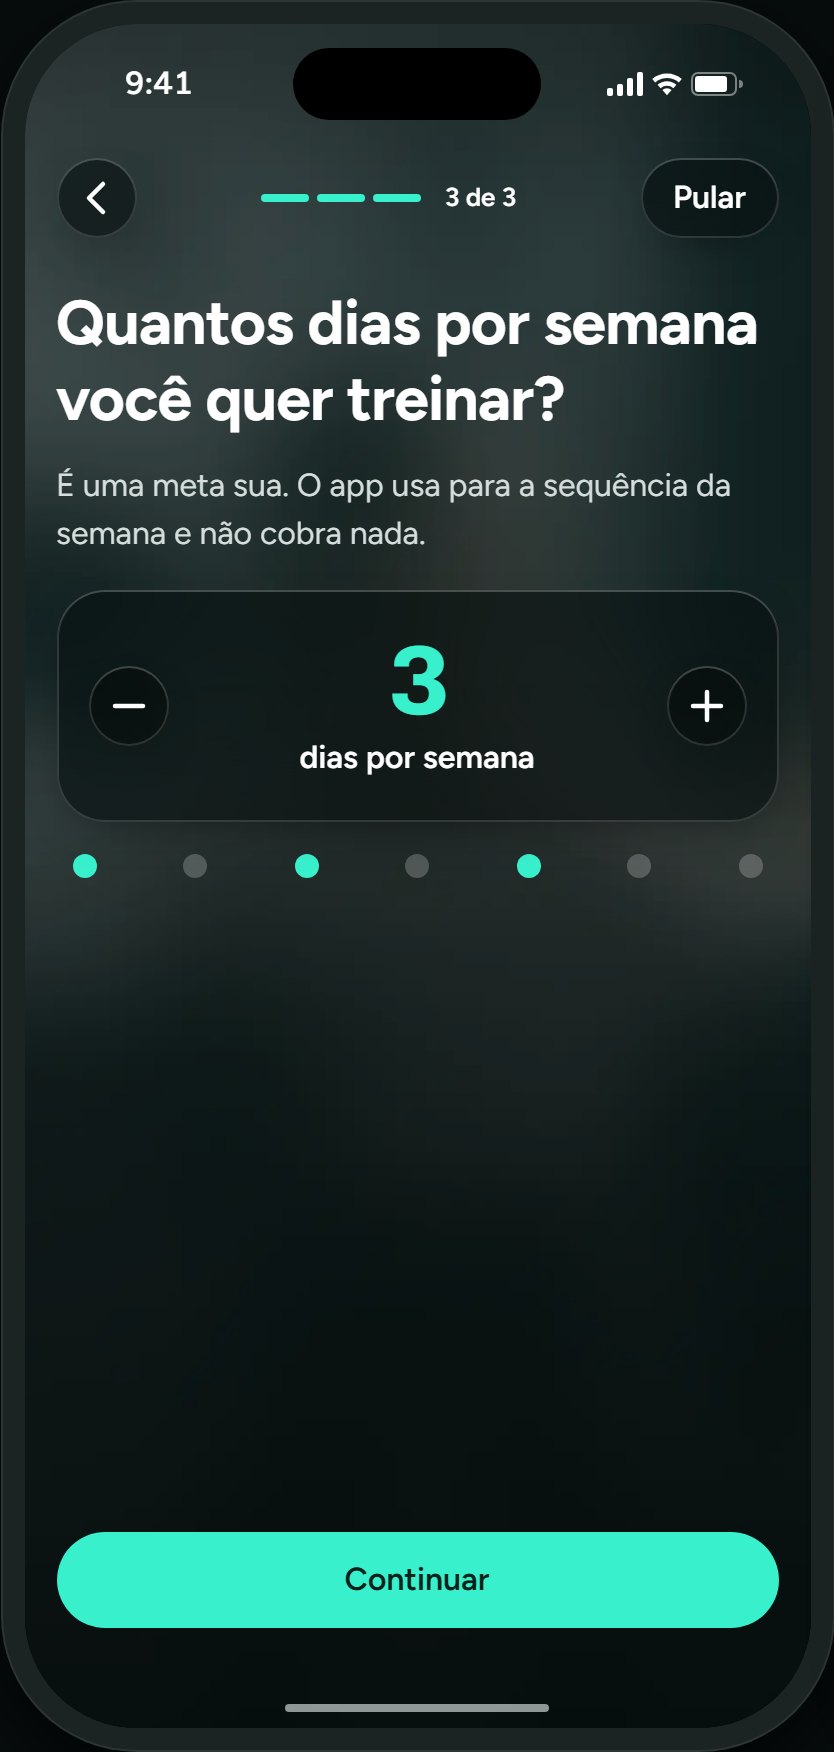 9:41
3 de 3
Pular
Quantos dias por semana
você quer treinar?
É uma meta sua. O app usa para a sequência da
semana e não cobra nada.
3
dias por semana
Continuar